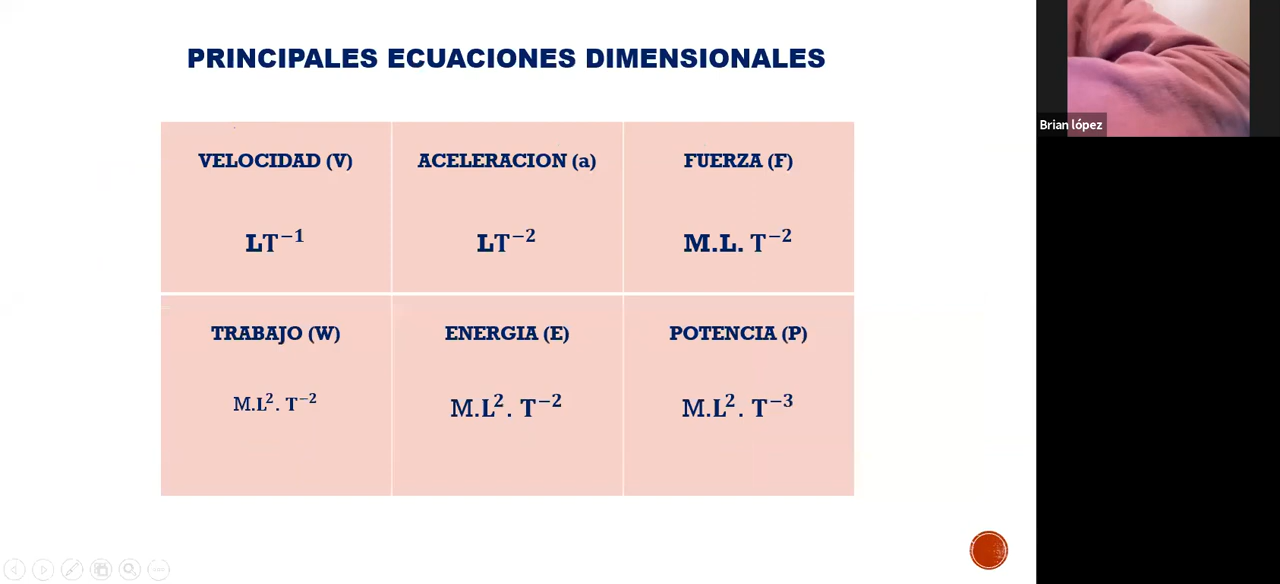 PRINCIPALES ECUACIONES DIMENSIONALES
VELOCIDAD (V)
LT⁻¹
ACELERACION (a)
LT⁻²
FUERZA (F)
M.L. T⁻²
TRABAJO (W)
M.L². T⁻²
ENERGIA (E)
M.L². T⁻²
POTENCIA (P)
M.L². T⁻³
Brian lópez